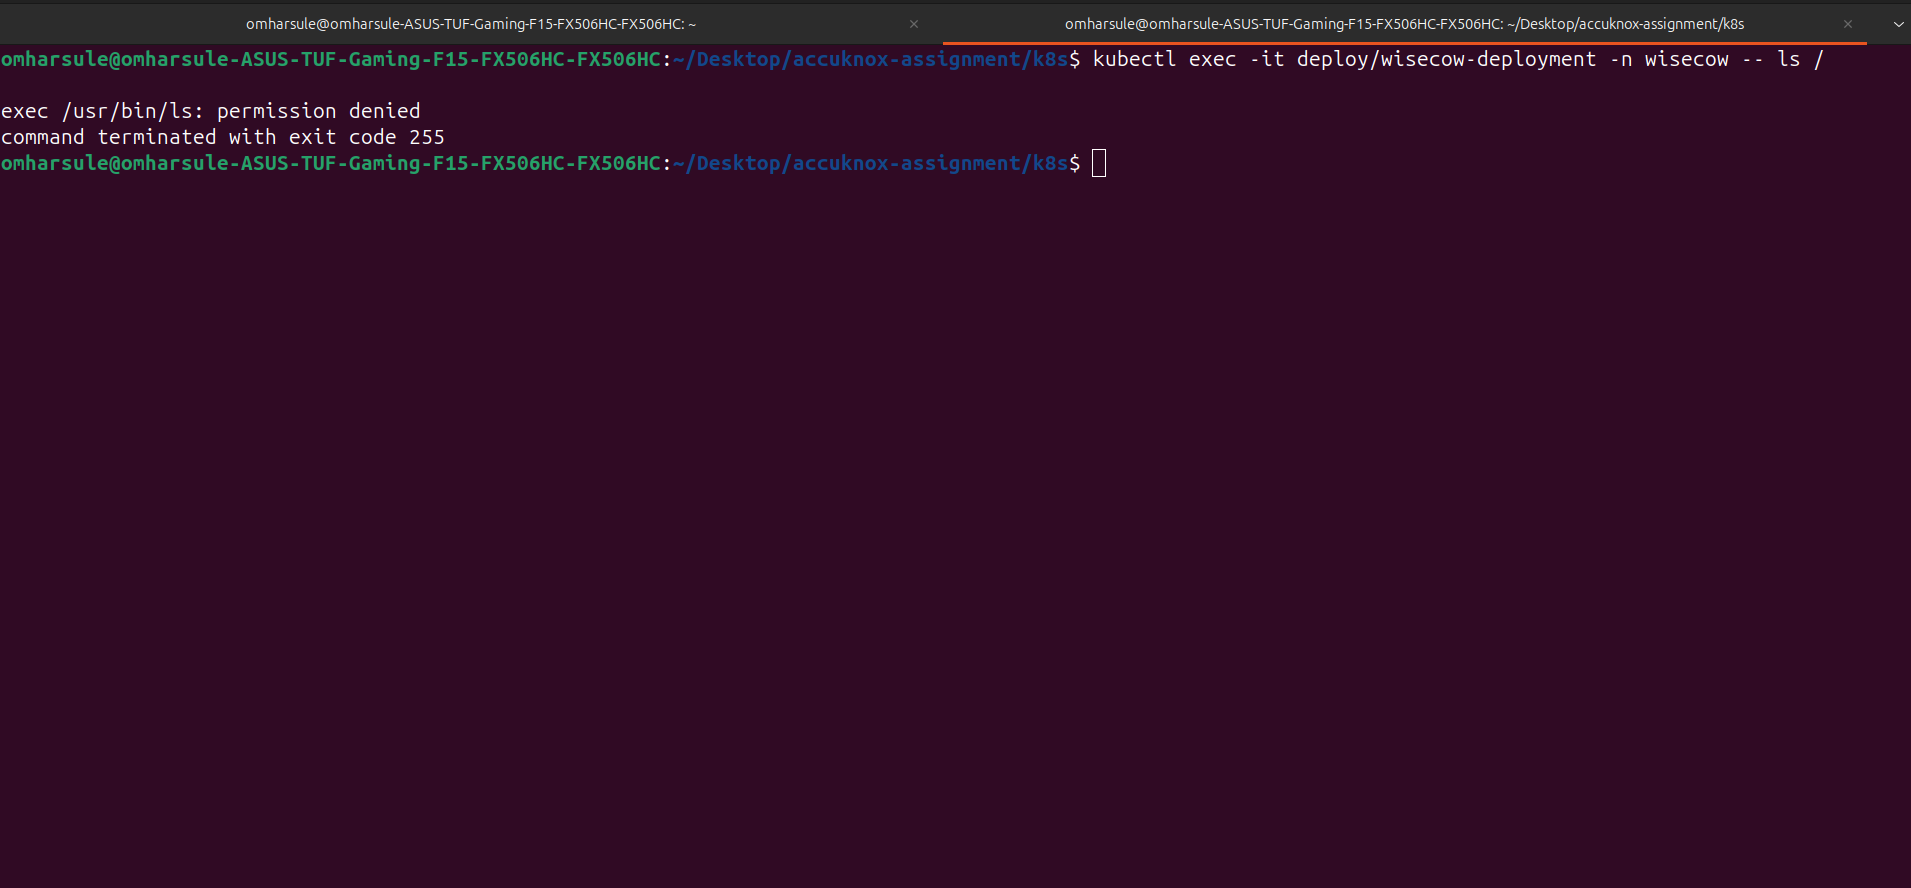 omharsule@omharsule-ASUS-TUF-Gaming-F15-FX506HC-FX506HC: ~
omharsule@omharsule-ASUS-TUF-Gaming-F15-FX506HC-FX506HC: ~/Desktop/accuknox-assignment/k8s
omharsule@omharsule-ASUS-TUF-Gaming-F15-FX506HC-FX506HC:~/Desktop/accuknox-assignment/k8s$ kubectl exec -it deploy/wisecow-deployment -n wisecow -- ls /
exec /usr/bin/ls: permission denied
command terminated with exit code 255
omharsule@omharsule-ASUS-TUF-Gaming-F15-FX506HC-FX506HC:~/Desktop/accuknox-assignment/k8s$